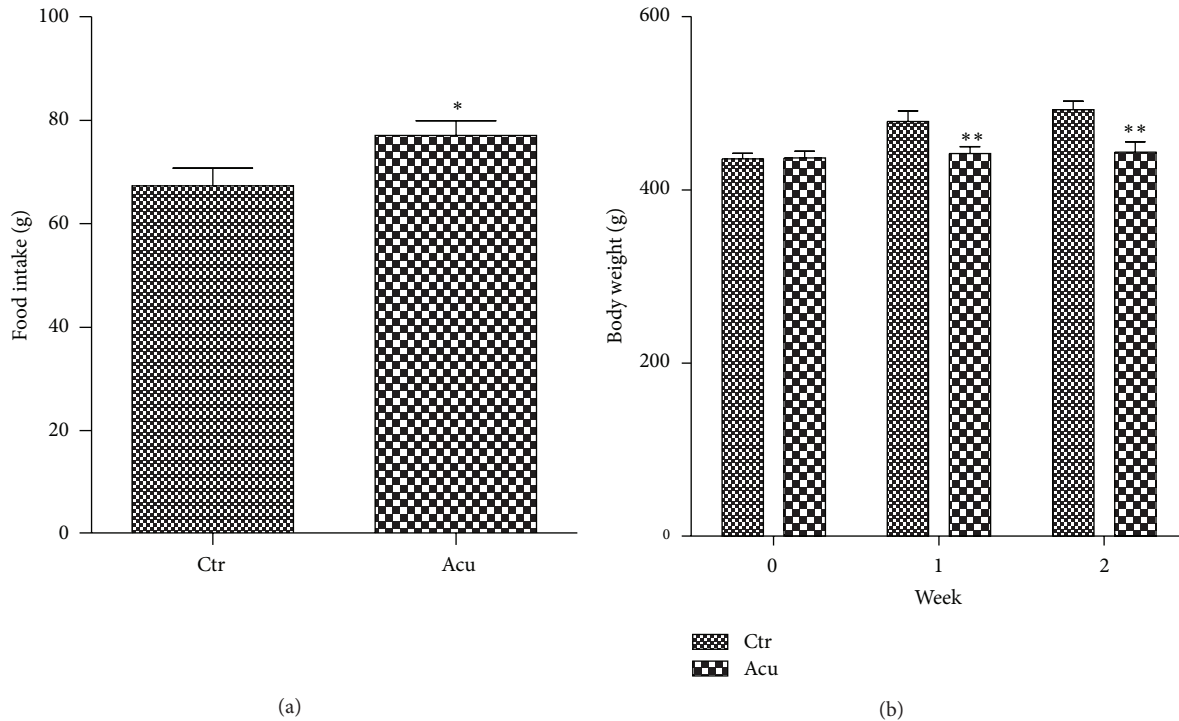 100
80
60
40
20
0
Food intake (g)
*
Ctr
Acu
(a)
600
400
200
0
Body weight (g)
**
**
0
1
2
Week
Ctr
Acu
(b)